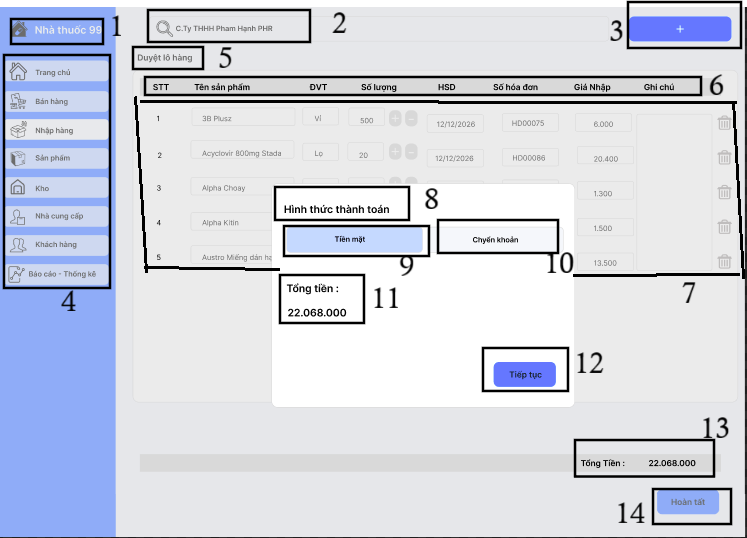 Nhà thuốc 99
1
C.Ty THHH Pham Hạnh PHR
2
3
+
Duyệt lô hàng
5
Trang chủ
Bán hàng
Nhập hàng
Sản phẩm
Kho
Nhà cung cấp
Khách hàng
Báo cáo - Thống kê
4
STT Tên sản phẩm ĐVT Số lượng HSD Số hóa đơn Giá Nhập Ghi chú
6
1 3B Plusz Vỉ 500 + - 12/12/2026 HD00075 6.000
2 Acyclovir 800mg Stada Lọ 20 + - 12/12/2026 HD00086 20.400
3 Alpha Choay 1.300
4 Alpha Kitin 1.500
5 Austro Miếng dán hạ 13.500
7
Hình thức thành toán
8
Tiền mặt
9
Chyển khoản
10
Tổng tiền :
22.068.000
11
Tiếp tục
12
13
Tổng Tiền : 22.068.000
14
Hoàn tất